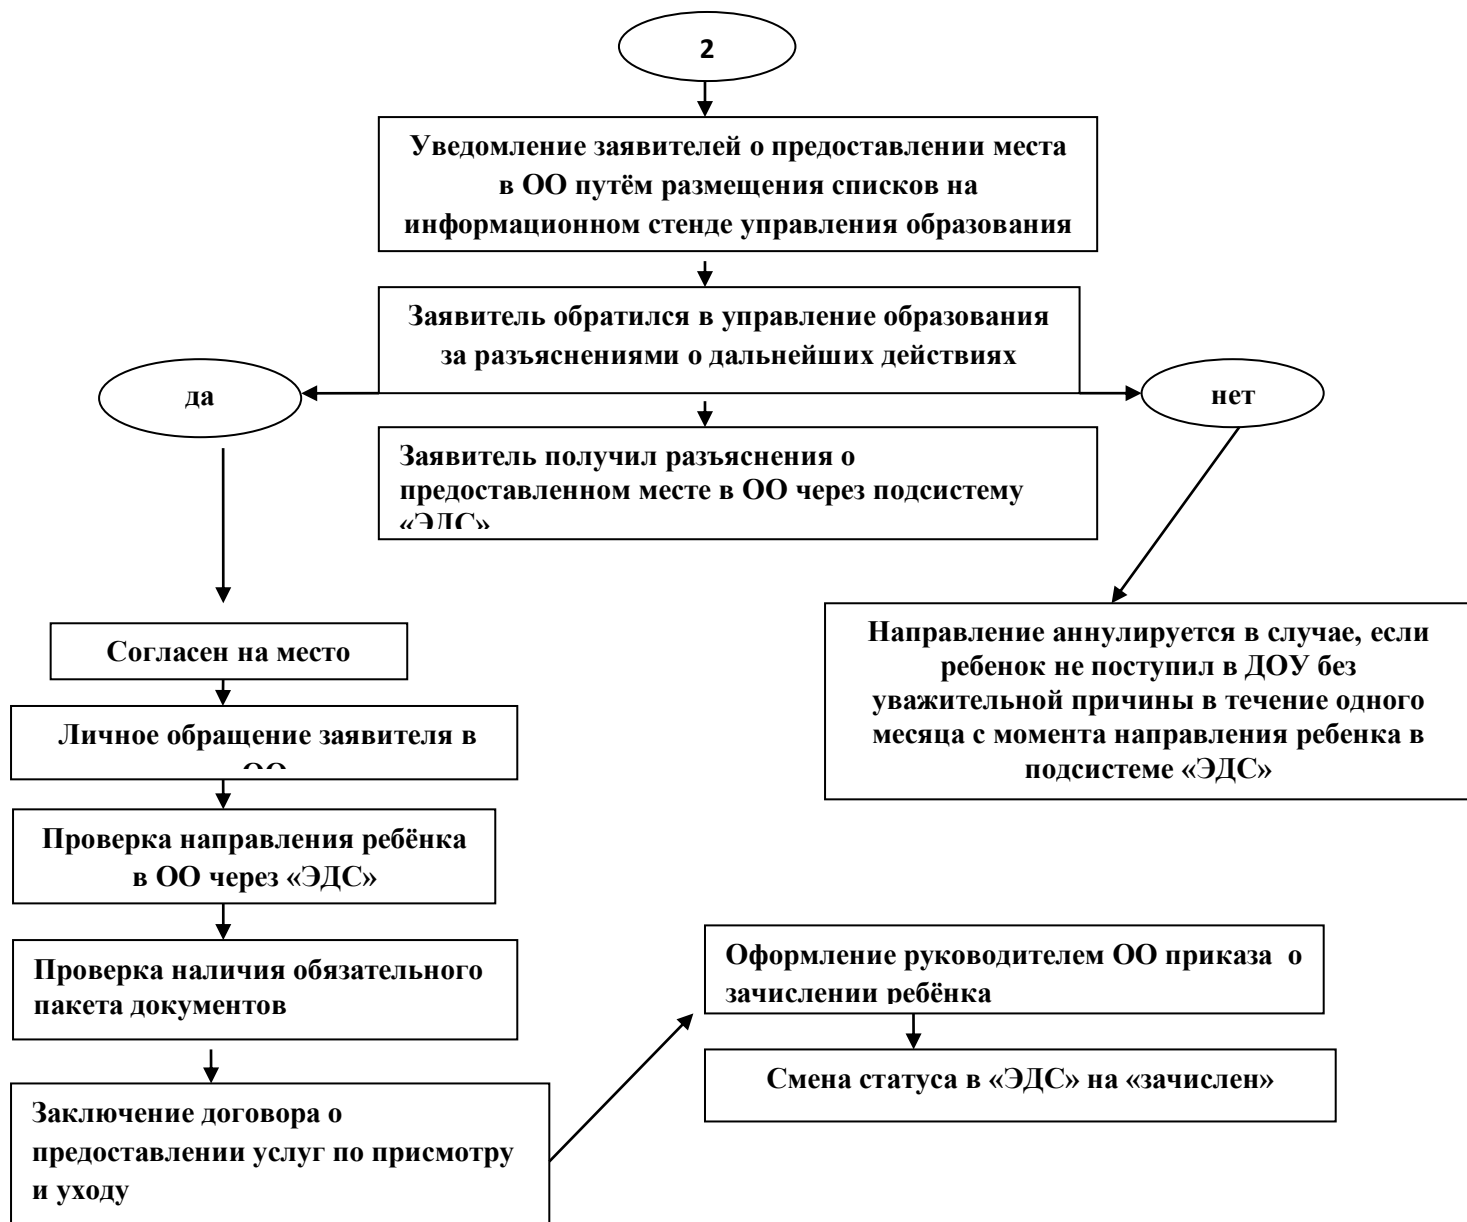 2
Уведомление заявителей о предоставлении места
в ОО путём размещения списков на
информационном стенде управления образования
Заявитель обратился в управление образования
за разъяснениями о дальнейших действиях
да
нет
Заявитель получил разъяснения о
предоставленном месте в ОО через подсистему
«ЭДС»
Согласен на место
Направление аннулируется в случае, если
ребенок не поступил в ДОУ без
уважительной причины в течение одного
месяца с момента направления ребенка в
подсистеме «ЭДС»
Личное обращение заявителя в
ОО
Проверка направления ребёнка
в ОО через «ЭДС»
Проверка наличия обязательного
пакета документов
Заключение договора о
предоставлении услуг по присмотру
и уходу
Оформление руководителем ОО приказа  о
зачислении ребёнка
Смена статуса в «ЭДС» на «зачислен»